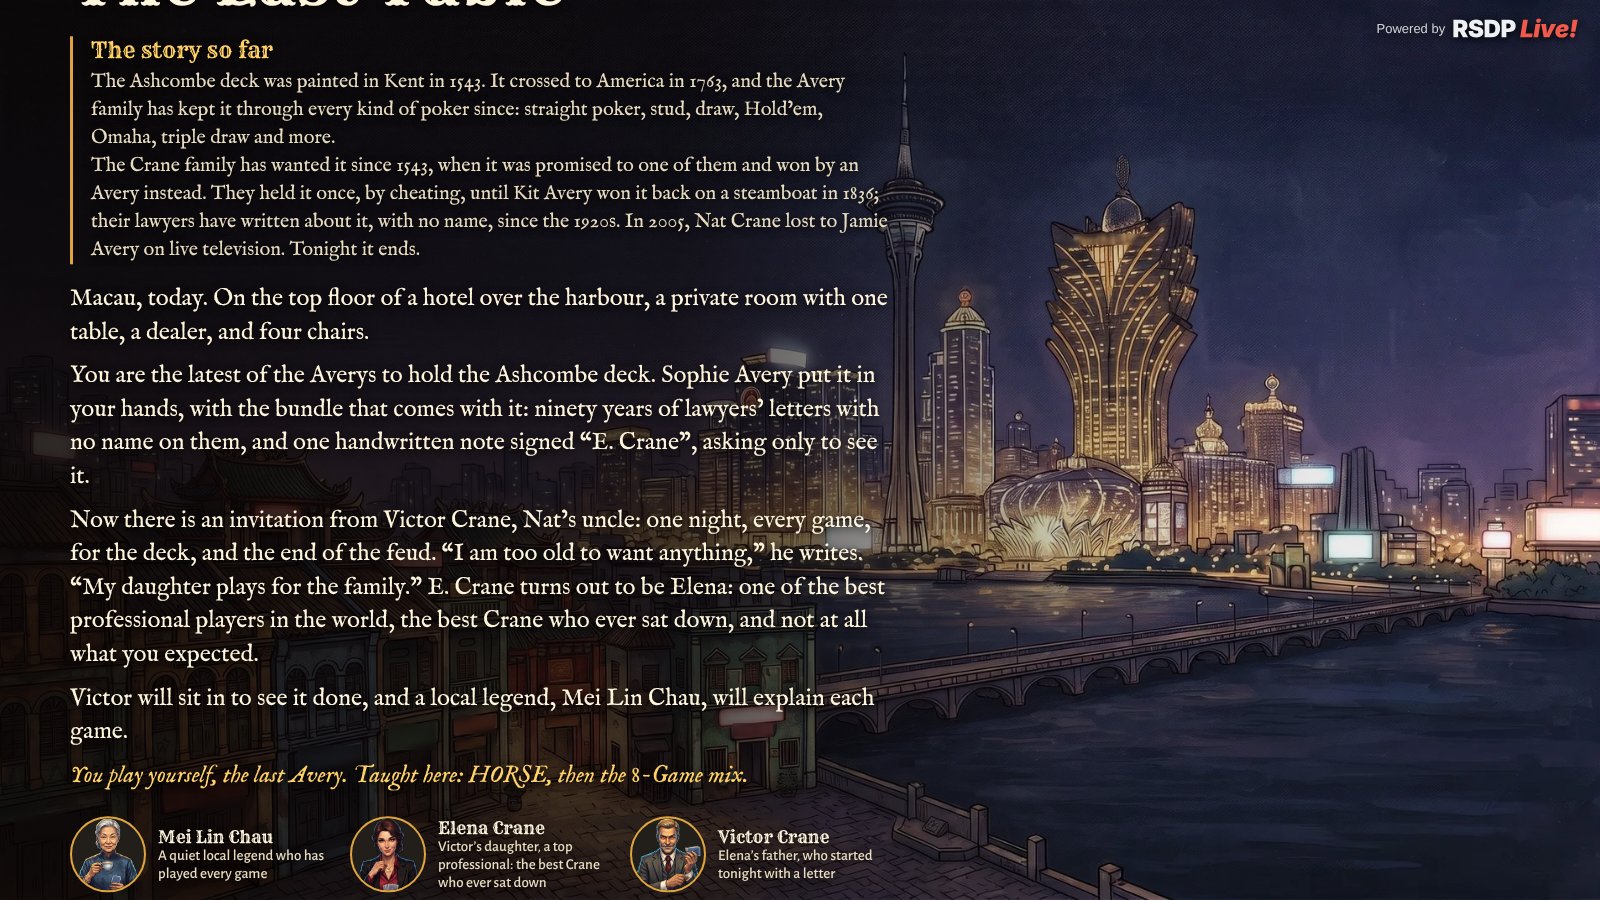 The Last Table
Powered by RSDP Live!
The story so far
The Ashcombe deck was painted in Kent in 1543. It crossed to America in 1763, and the Avery
family has kept it through every kind of poker since: straight poker, stud, draw, Hold’em,
Omaha, triple draw and more.
The Crane family has wanted it since 1543, when it was promised to one of them and won by an
Avery instead. They held it once, by cheating, until Kit Avery won it back on a steamboat in 1836;
their lawyers have written about it, with no name, since the 1920s. In 2005, Nat Crane lost to Jamie
Avery on live television. Tonight it ends.
Macau, today. On the top floor of a hotel over the harbour, a private room with one
table, a dealer, and four chairs.
You are the latest of the Averys to hold the Ashcombe deck. Sophie Avery put it in
your hands, with the bundle that comes with it: ninety years of lawyers’ letters with
no name on them, and one handwritten note signed “E. Crane”, asking only to see
it.
Now there is an invitation from Victor Crane, Nat’s uncle: one night, every game,
for the deck, and the end of the feud. “I am too old to want anything,” he writes.
“My daughter plays for the family.” E. Crane turns out to be Elena: one of the best
professional players in the world, the best Crane who ever sat down, and not at all
what you expected.
Victor will sit in to see it done, and a local legend, Mei Lin Chau, will explain each
game.
You play yourself, the last Avery. Taught here: HORSE, then the 8-Game mix.
Mei Lin Chau
A quiet local legend who has
played every game
Elena Crane
Victor’s daughter, a top
professional: the best Crane
who ever sat down
Victor Crane
Elena’s father, who started
tonight with a letter